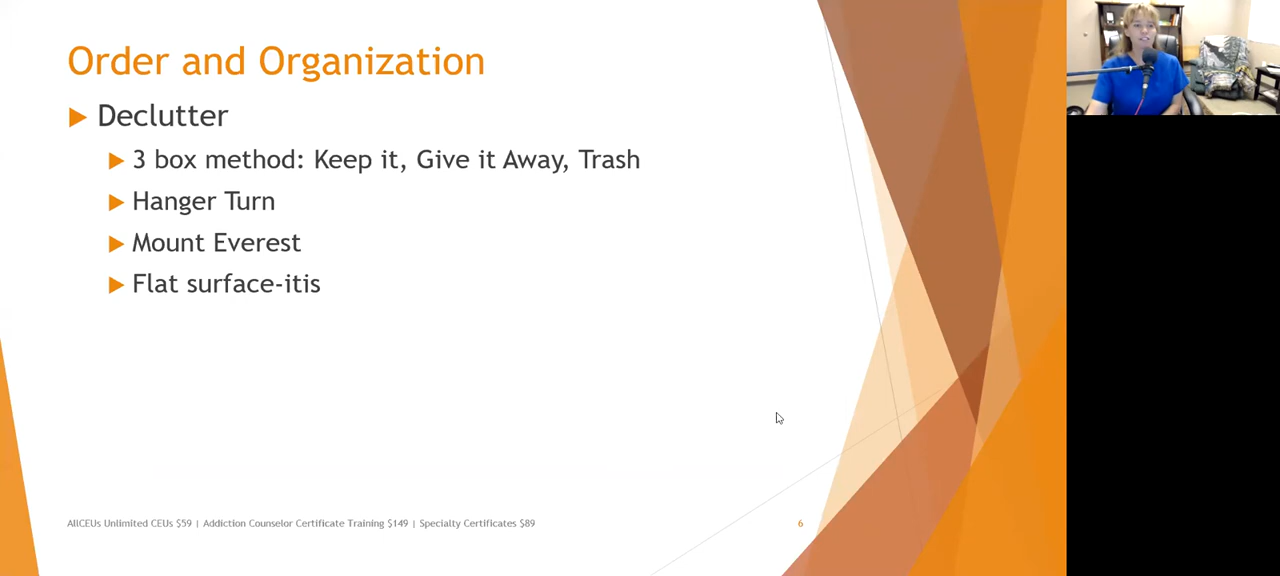 Order and Organization
Declutter
3 box method: Keep it, Give it Away, Trash
Hanger Turn
Mount Everest
Flat surface-itis
AllCEUs Unlimited CEUs $59 | Addiction Counselor Certificate Training $149 | Specialty Certificates $89
6